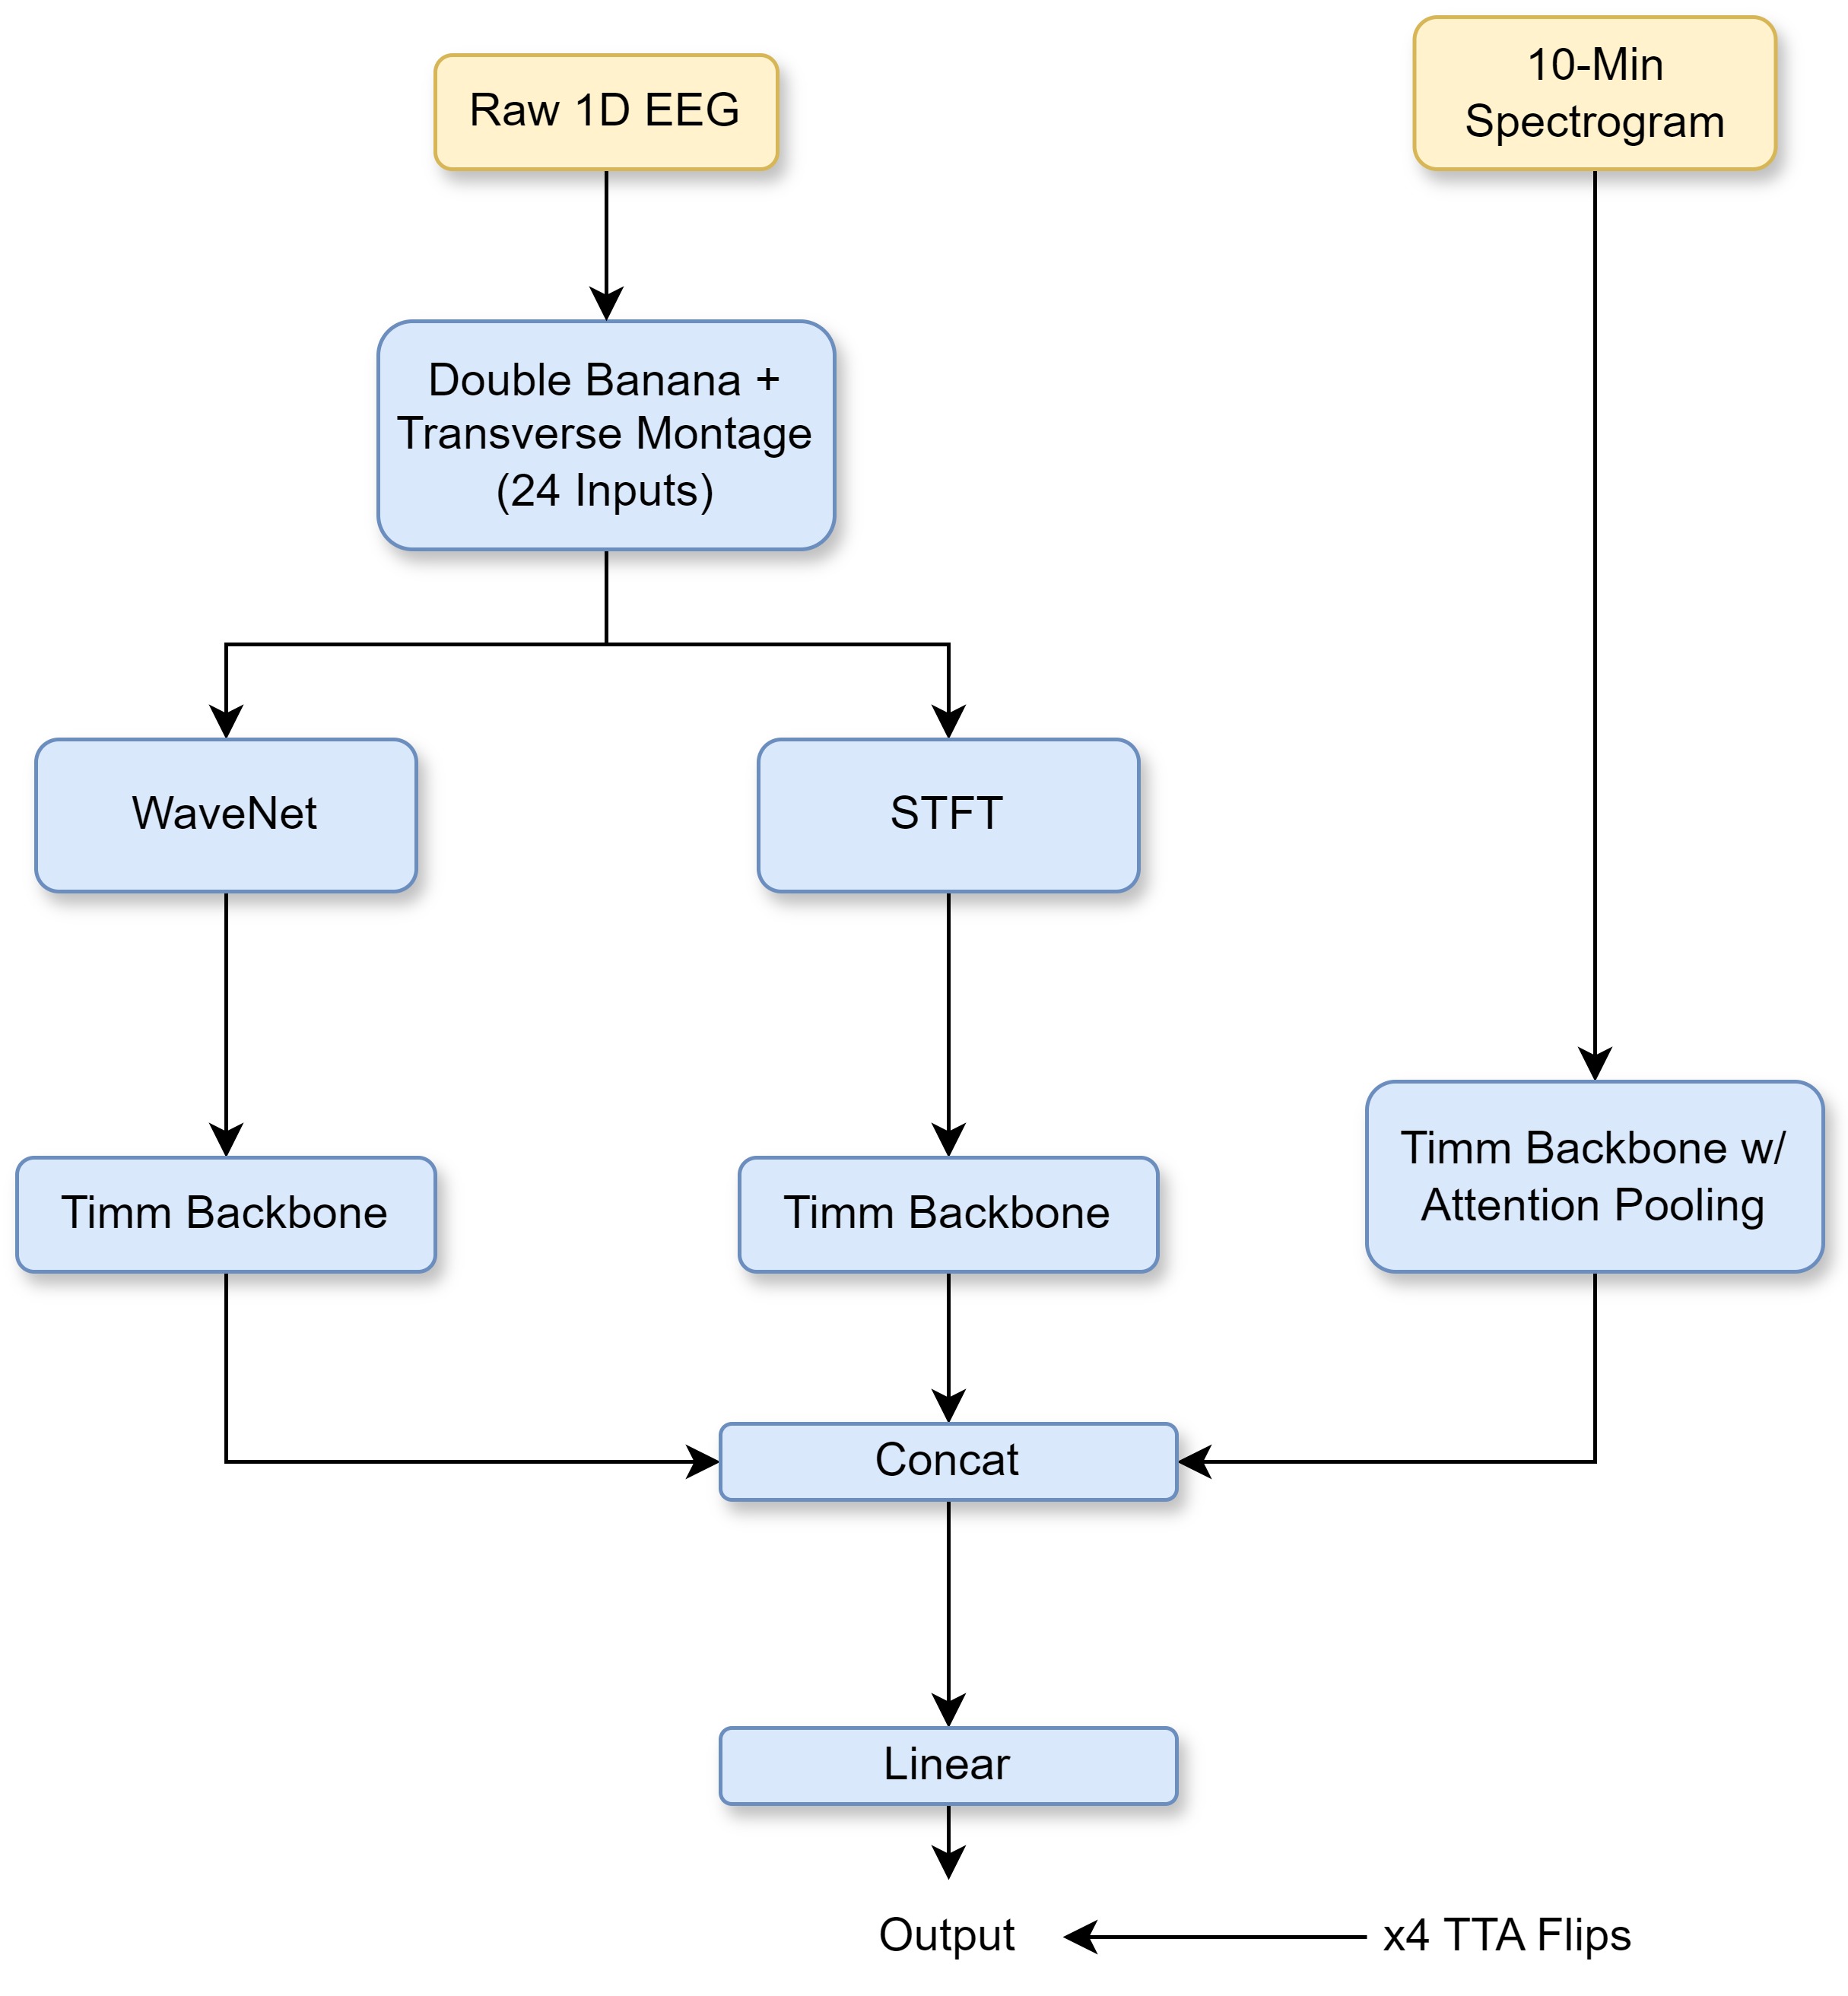 Raw 1D EEG
10-Min
Spectrogram
Double Banana +
Transverse Montage
(24 Inputs)
WaveNet
STFT
Timm Backbone
Timm Backbone
Timm Backbone w/
Attention Pooling
Concat
Linear
Output
x4 TTA Flips